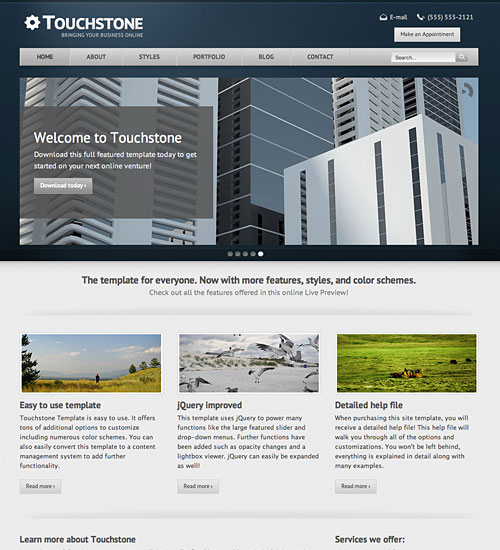 TOUCHSTONE
BRINGING YOUR BUSINESS ONLINE
E-mail (555) 555-2121
Make an Appointment
HOME ABOUT STYLES PORTFOLIO BLOG CONTACT
Search...
Welcome to Touchstone
Download this full featured template today to get
started on your next online venture!
Download today ›
The template for everyone. Now with more features, styles, and color schemes.
Check out all the features offered in this online Live Preview!
Easy to use template
Touchstone Template is easy to use. It offers
tons of additional options to customize
including numerous color schemes. You can
also easily convert this template to a content
management system to add further
functionality.
Read more ›
jQuery improved
This template uses jQuery to power many
functions like the large featured slider and
drop-down menus. Further functions have
been added such as opacity changes and a
lightbox viewer. jQuery can easily be expanded
as well!
Read more ›
Detailed help file
When purchasing this site template, you will
receive a detailed help file! This help file will
walk you through all of the options and
customizations. You won't be left behind,
everything is explained in detail along with
many examples.
Read more ›
Learn more about Touchstone
Services we offer: